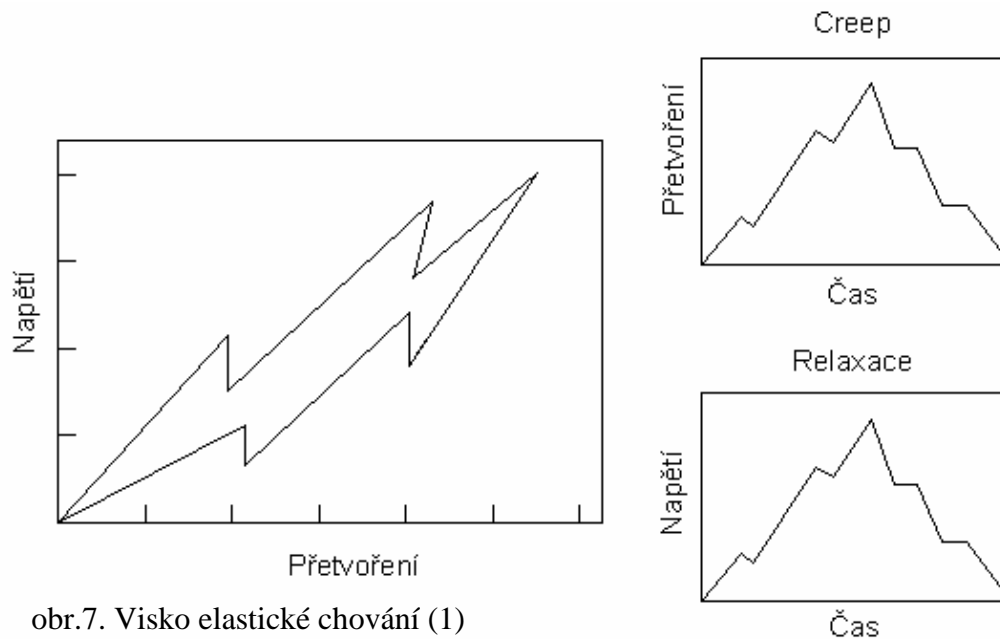 Napětí
Přetvoření
Creep
Přetvoření
Čas
Relaxace
Napětí
Čas
obr.7. Visko elastické chování (1)